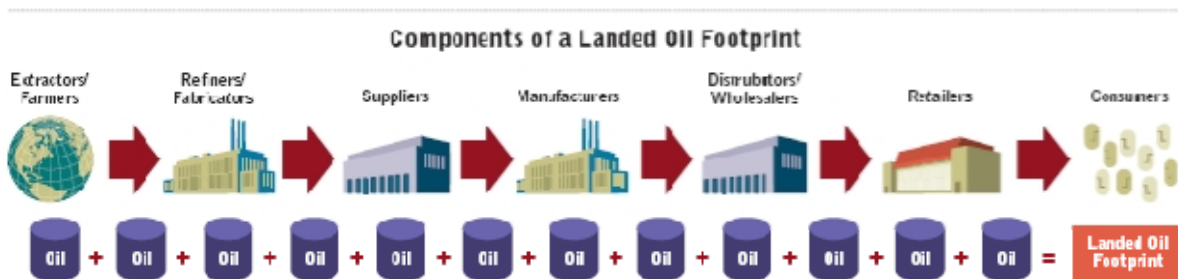 Components of a Landed Oil Footprint
Extractors/
Farmers
Refiners/
Fabricators
Suppliers
Manufacturers
Distrubitors/
Wholesalers
Retailers
Consumers
Oil + Oil + Oil + Oil + Oil + Oil + Oil + Oil + Oil + Oil + Oil + Oil =
Landed Oil
Footprint